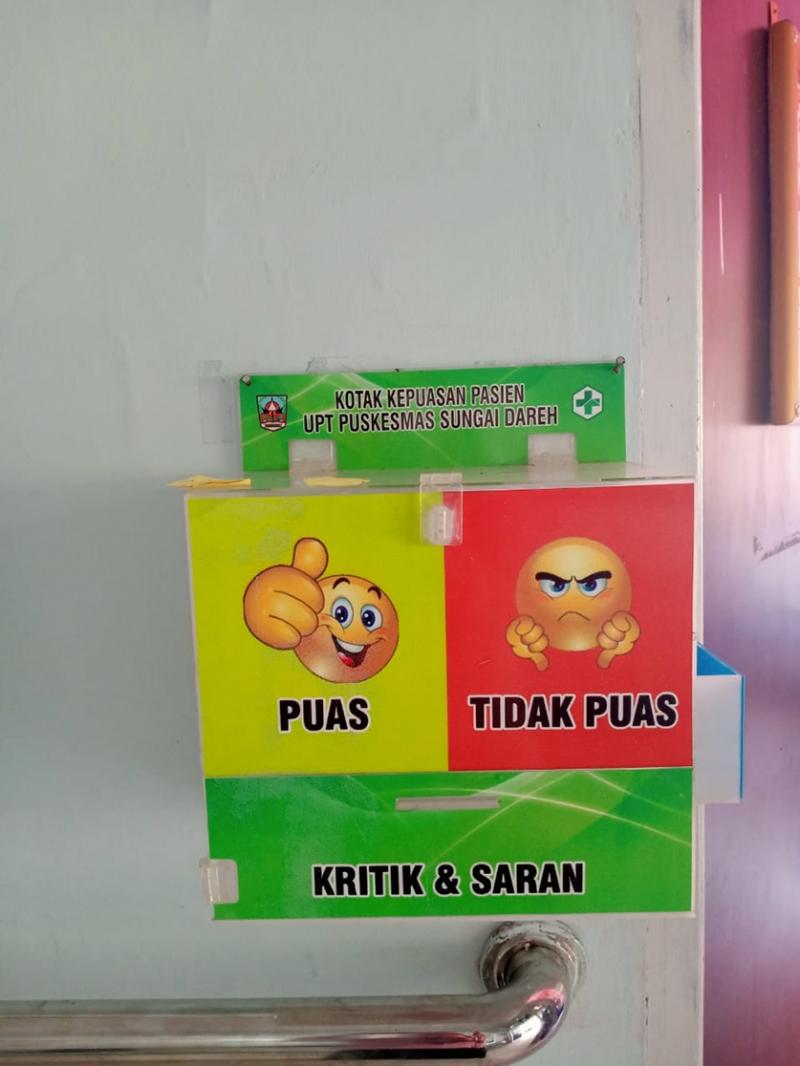 KOTAK KEPUASAN PASIEN
UPT PUSKESMAS SUNGAI DAREH
PUAS
TIDAK PUAS
KRITIK & SARAN